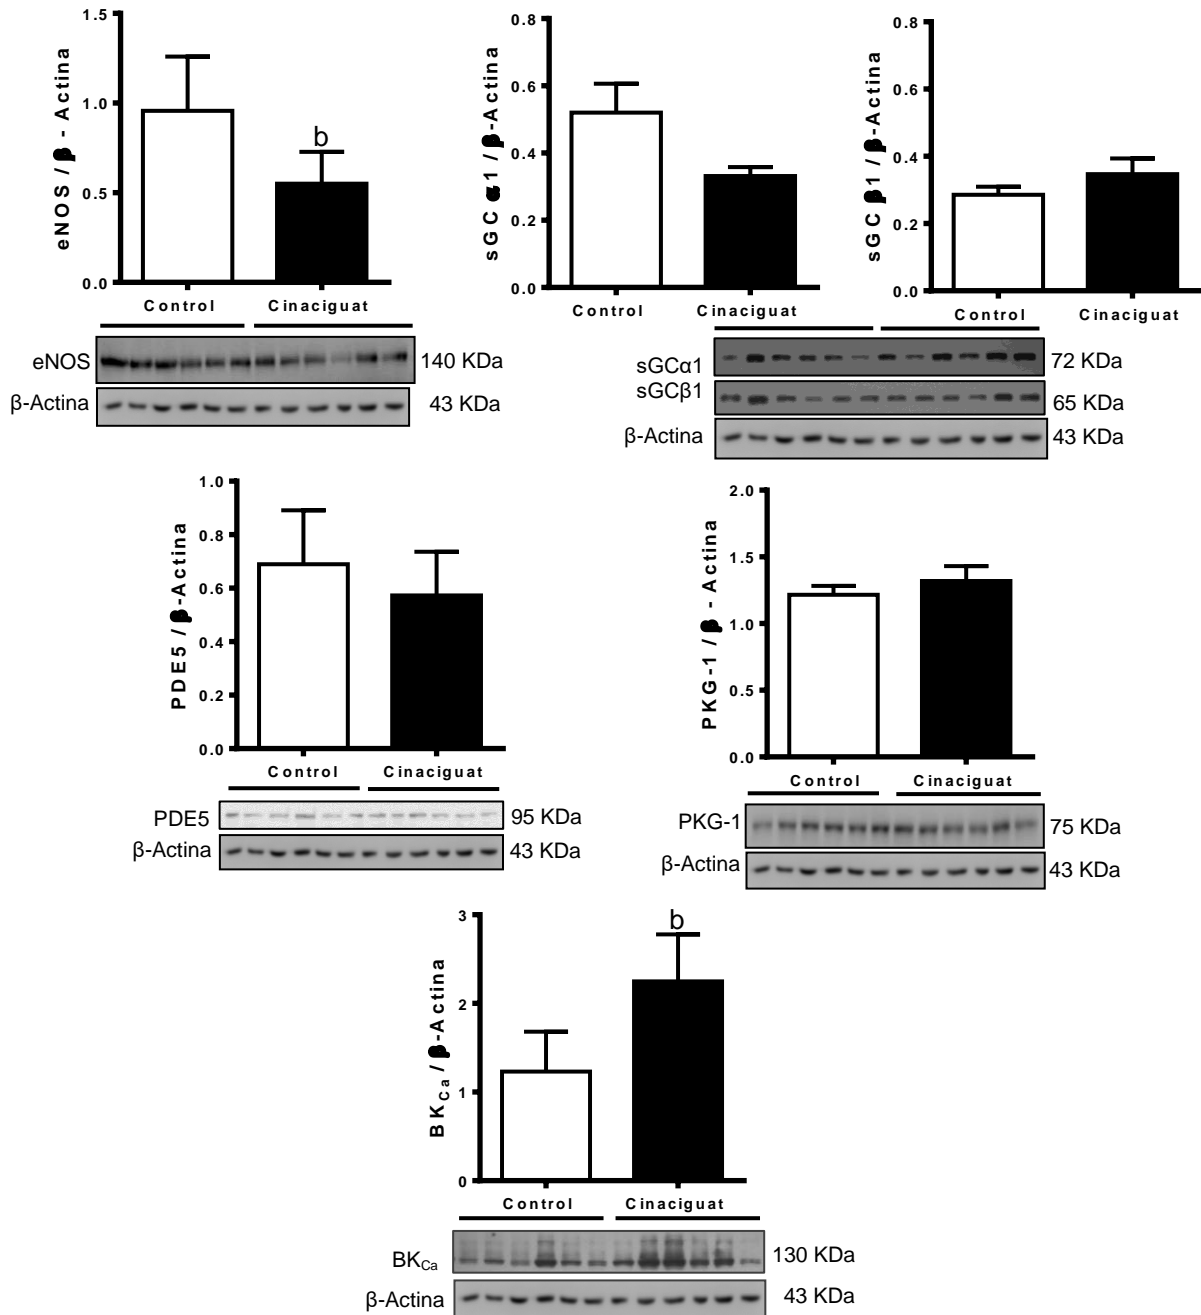 eNOS / β - Actina
1.5
1.0
0.5
0.0
b
Control Cinaciguat
eNOS 140 KDa
β-Actina 43 KDa
sGC α1 / β-Actina
0.8
0.6
0.4
0.2
0.0
Control Cinaciguat
sGC β1 / β-Actina
0.8
0.6
0.4
0.2
0.0
Control Cinaciguat
sGCα1 72 KDa
sGCβ1 65 KDa
β-Actina 43 KDa
PDE5 / β-Actina
1.0
0.8
0.6
0.4
0.2
0.0
Control Cinaciguat
PDE5 95 KDa
β-Actina 43 KDa
PKG-1 / β - Actina
2.0
1.5
1.0
0.5
0.0
Control Cinaciguat
PKG-1 75 KDa
β-Actina 43 KDa
BKCa / β-Actina
3
2
1
0
b
Control Cinaciguat
BKCa 130 KDa
β-Actina 43 KDa